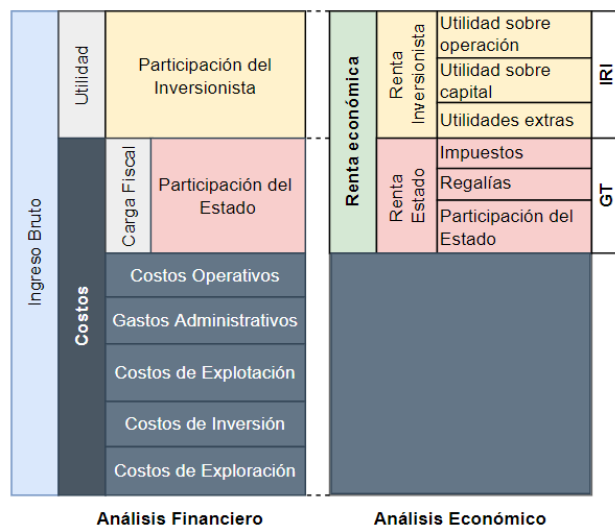 Ingreso Bruto
Utilidad
Costos
Participación del
Inversionista
Carga Fiscal
Participación del
Estado
Costos Operativos
Gastos Administrativos
Costos de Explotación
Costos de Inversión
Costos de Exploración
Análisis Financiero
Renta económica
Renta
Inversionista
Utilidad sobre
operación
Utilidad sobre
capital
Utilidades extras
IRI
Renta
Estado
Impuestos
Regalías
Participación del
Estado
GT
Análisis Económico